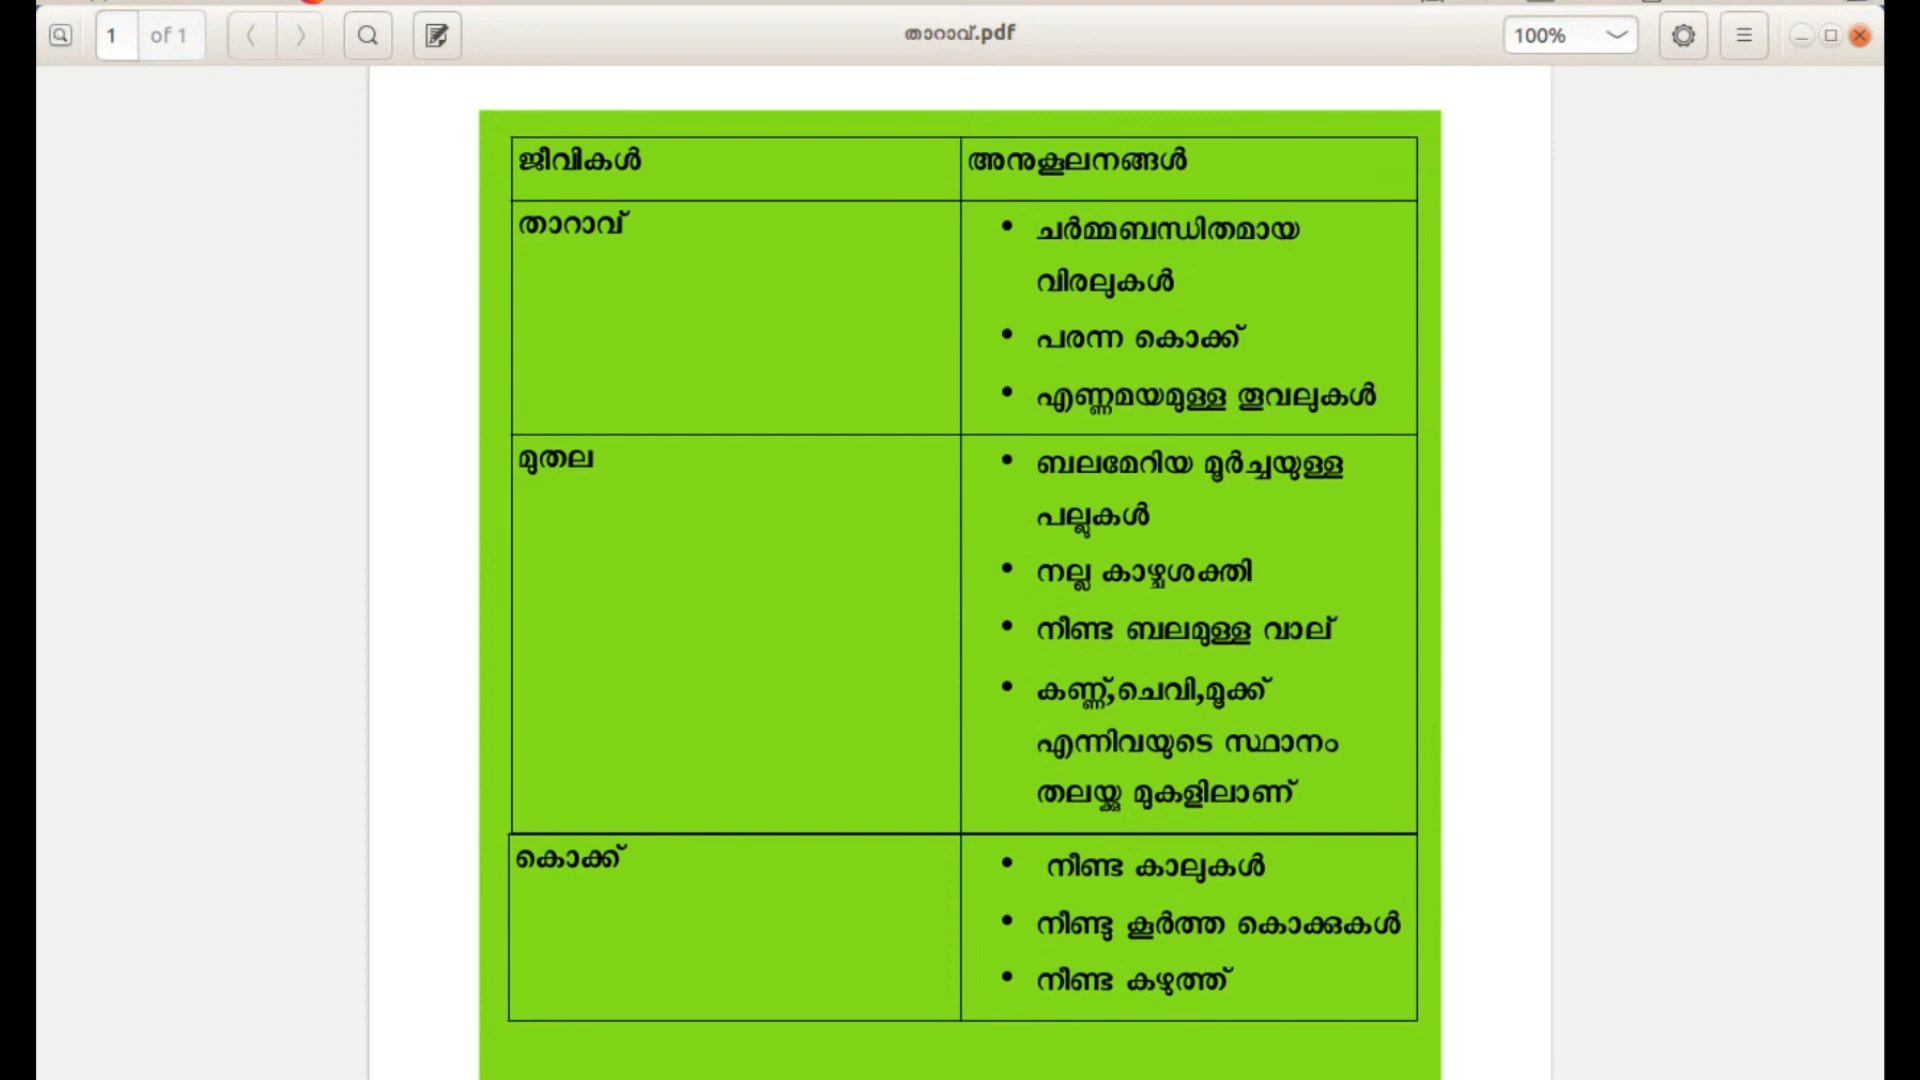 1 of 1
താറാവ്.pdf
100%
ജീവികൾ
അനുകൂലനങ്ങൾ
താറാവ്
• ചർമ്മബന്ധിതമായ
വിരലുകൾ
• പരന്ന കൊക്ക്
• എണ്ണമയമുള്ള തൂവലുകൾ
മുതല
• ബലമേറിയ മൂർച്ചയുള്ള
പല്ലുകൾ
• നല്ല കാഴ്ചശക്തി
• നീണ്ട ബലമുള്ള വാല്
• കണ്ണ്,ചെവി,മൂക്ക്
എന്നിവയുടെ സ്ഥാനം
തലയ്ക്കു മുകളിലാണ്
കൊക്ക്
• നീണ്ട കാലുകൾ
• നീണ്ടു കൂർത്ത കൊക്കുകൾ
• നീണ്ട കഴുത്ത്